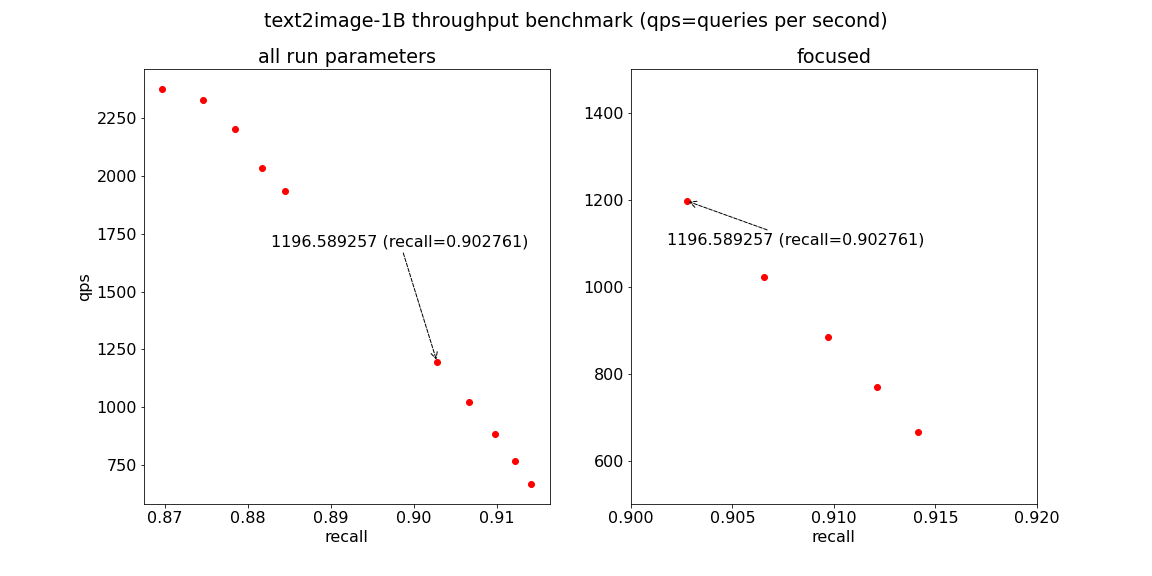 text2image-1B throughput benchmark (qps=queries per second)
all run parameters
2250
2000
1750
1500
1250
1000
750
qps
1196.589257 (recall=0.902761)
0.87 0.88 0.89 0.90 0.91
recall
focused
1400
1200
1000
800
600
1196.589257 (recall=0.902761)
0.900 0.905 0.910 0.915 0.920
recall